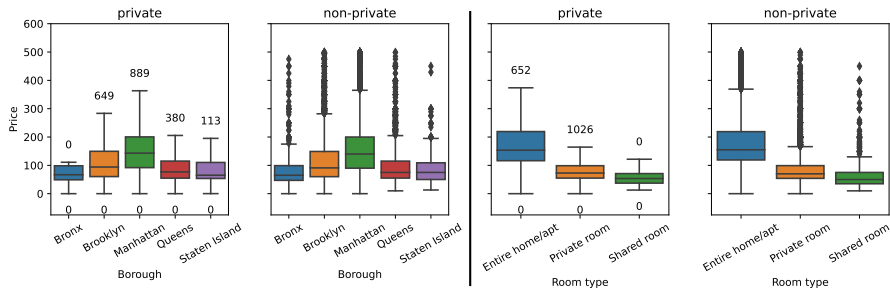 private
non-private
private
non-private
600
500
400
300
200
100
0
Price
0
649
889
380
113
0
0
0
0
0
Bronx
Brooklyn
Manhattan
Queens
Staten Island
Borough
Bronx
Brooklyn
Manhattan
Queens
Staten Island
Borough
652
1026
0
0
0
0
Entire home/apt
Private room
Shared room
Room type
Entire home/apt
Private room
Shared room
Room type